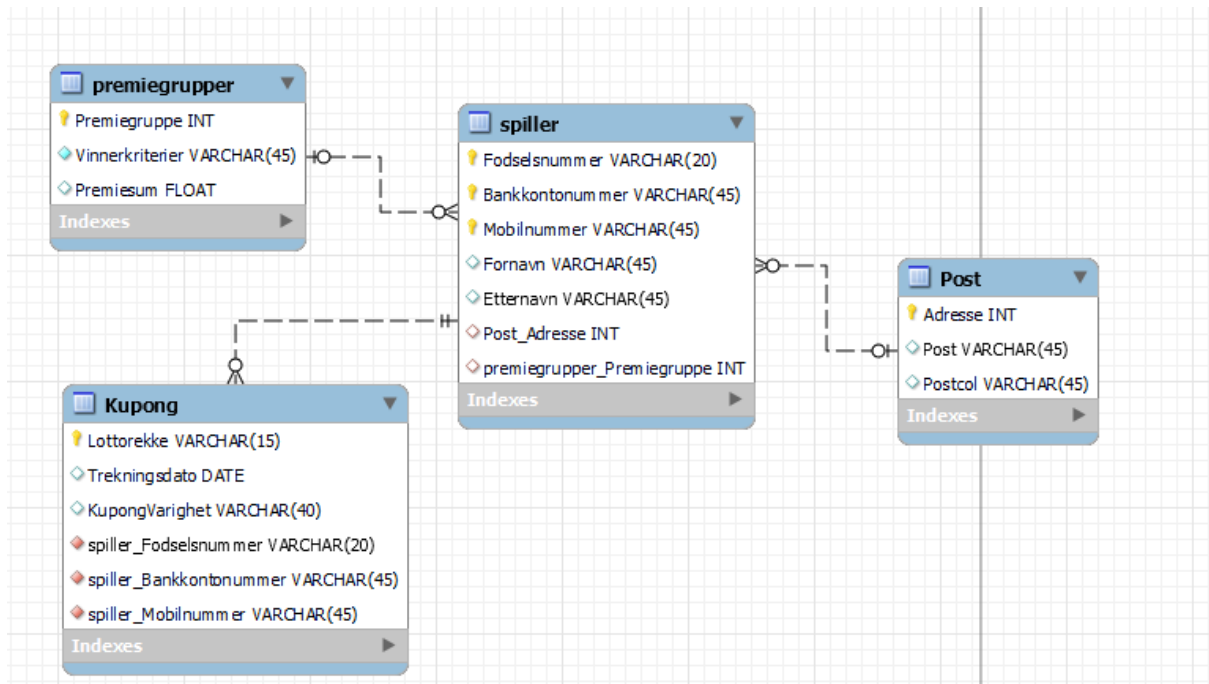 premiegrupper
Premiegruppe INT
Vinnerkriterier VARCHAR(45)
Premiesum FLOAT
Indexes
spiller
Fodselsnummer VARCHAR(20)
Bankkontonummer VARCHAR(45)
Mobilnummer VARCHAR(45)
Fornavn VARCHAR(45)
Etternavn VARCHAR(45)
Post_Adresse INT
premiegrupper_Premiegruppe INT
Indexes
Post
Adresse INT
Post VARCHAR(45)
Postcol VARCHAR(45)
Indexes
Kupong
Lottorekke VARCHAR(15)
Trekningsdato DATE
KupongVarighet VARCHAR(40)
spiller_Fodselsnummer VARCHAR(20)
spiller_Bankkontonummer VARCHAR(45)
spiller_Mobilnummer VARCHAR(45)
Indexes